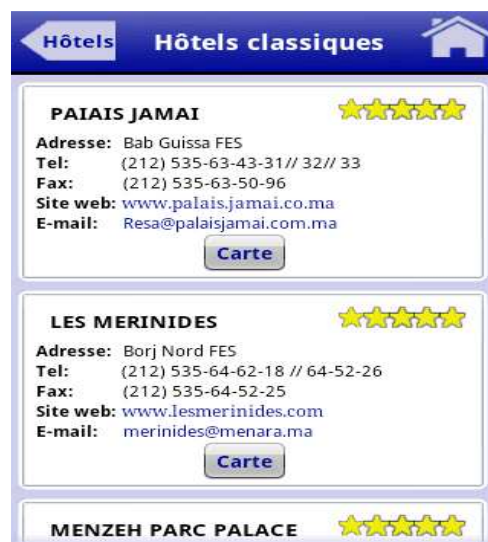 Hôtels
Hôtels classiques
PAIAIS JAMAI
Adresse: Bab Guissa FES
Tel: (212) 535-63-43-31// 32// 33
Fax: (212) 535-63-50-96
Site web: www.palais.jamai.co.ma
E-mail: Resa@palaisjamai.com.ma
Carte
LES MERINIDES
Adresse: Borj Nord FES
Tel: (212) 535-64-62-18 // 64-52-26
Fax: (212) 535-64-52-25
Site web: www.lesmerinides.com
E-mail: merinides@menara.ma
Carte
MENZEH PARC PALACE